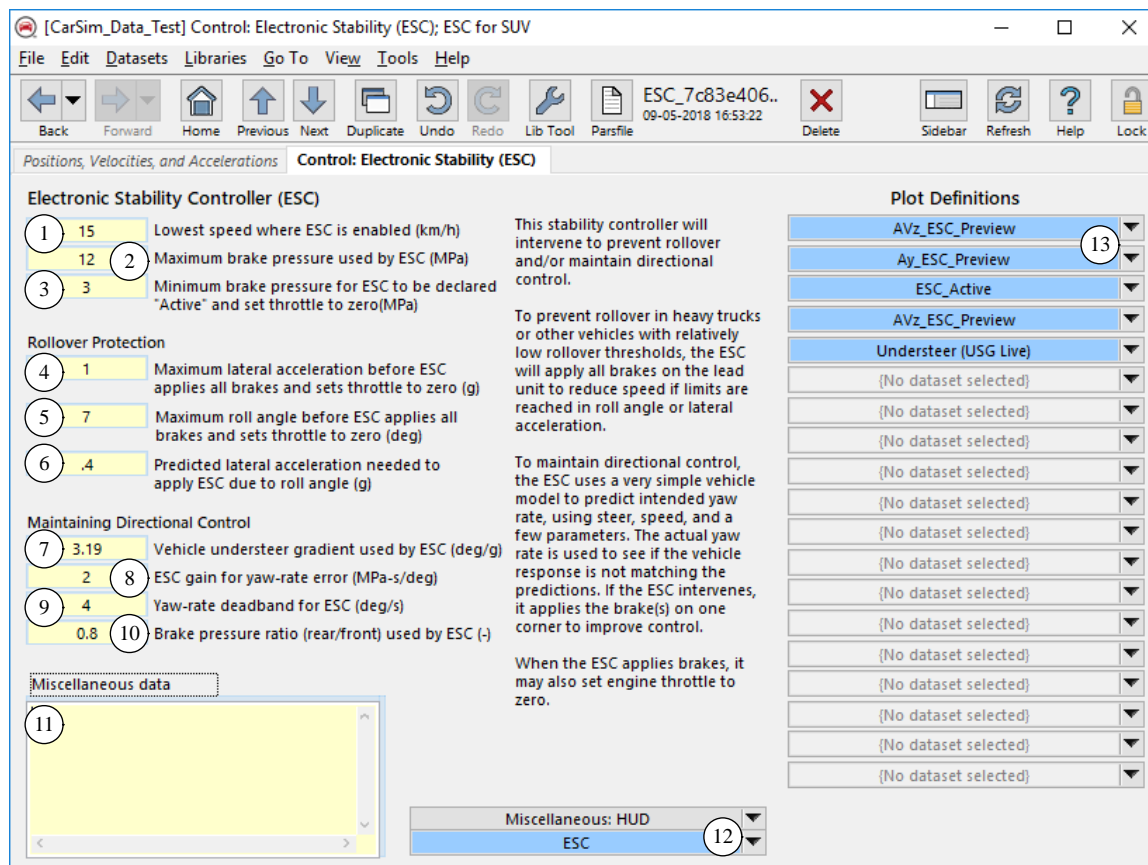 [CarSim_Data_Test] Control: Electronic Stability (ESC); ESC for SUV
File Edit Datasets Libraries Go To View Tools Help
Back Forward Home Previous Next Duplicate Undo Redo Lib Tool Parsfile ESC_7c83e406.. Delete Sidebar Refresh Help Lock
09-05-2018 16:53:22
Positions, Velocities, and Accelerations Control: Electronic Stability (ESC)
Electronic Stability Controller (ESC)
1 15 Lowest speed where ESC is enabled (km/h)
12 2 Maximum brake pressure used by ESC (MPa)
3 3 Minimum brake pressure for ESC to be declared
"Active" and set throttle to zero(MPa)
Rollover Protection
4 1 Maximum lateral acceleration before ESC
applies all brakes and sets throttle to zero (g)
5 7 Maximum roll angle before ESC applies all
brakes and sets throttle to zero (deg)
6 .4 Predicted lateral acceleration needed to
apply ESC due to roll angle (g)
Maintaining Directional Control
7 3.19 Vehicle understeer gradient used by ESC (deg/g)
2 8 ESC gain for yaw-rate error (MPa-s/deg)
9 4 Yaw-rate deadband for ESC (deg/s)
0.8 10 Brake pressure ratio (rear/front) used by ESC (-)
Miscellaneous data
11
This stability controller will
intervene to prevent rollover
and/or maintain directional
control.
To prevent rollover in heavy trucks
or other vehicles with relatively
low rollover thresholds, the ESC
will apply all brakes on the lead
unit to reduce speed if limits are
reached in roll angle or lateral
acceleration.
To maintain directional control,
the ESC uses a very simple vehicle
model to predict intended yaw
rate, using steer, speed, and a
few parameters. The actual yaw
rate is used to see if the vehicle
response is not matching the
predictions. If the ESC intervenes,
it applies the brake(s) on one
corner to improve control.
When the ESC applies brakes, it
may also set engine throttle to
zero.
Miscellaneous: HUD
ESC 12
Plot Definitions
AVz_ESC_Preview
13
Ay_ESC_Preview
ESC_Active
AVz_ESC_Preview
Understeer (USG Live)
{No dataset selected}
{No dataset selected}
{No dataset selected}
{No dataset selected}
{No dataset selected}
{No dataset selected}
{No dataset selected}
{No dataset selected}
{No dataset selected}
{No dataset selected}
{No dataset selected}
{No dataset selected}
{No dataset selected}
{No dataset selected}